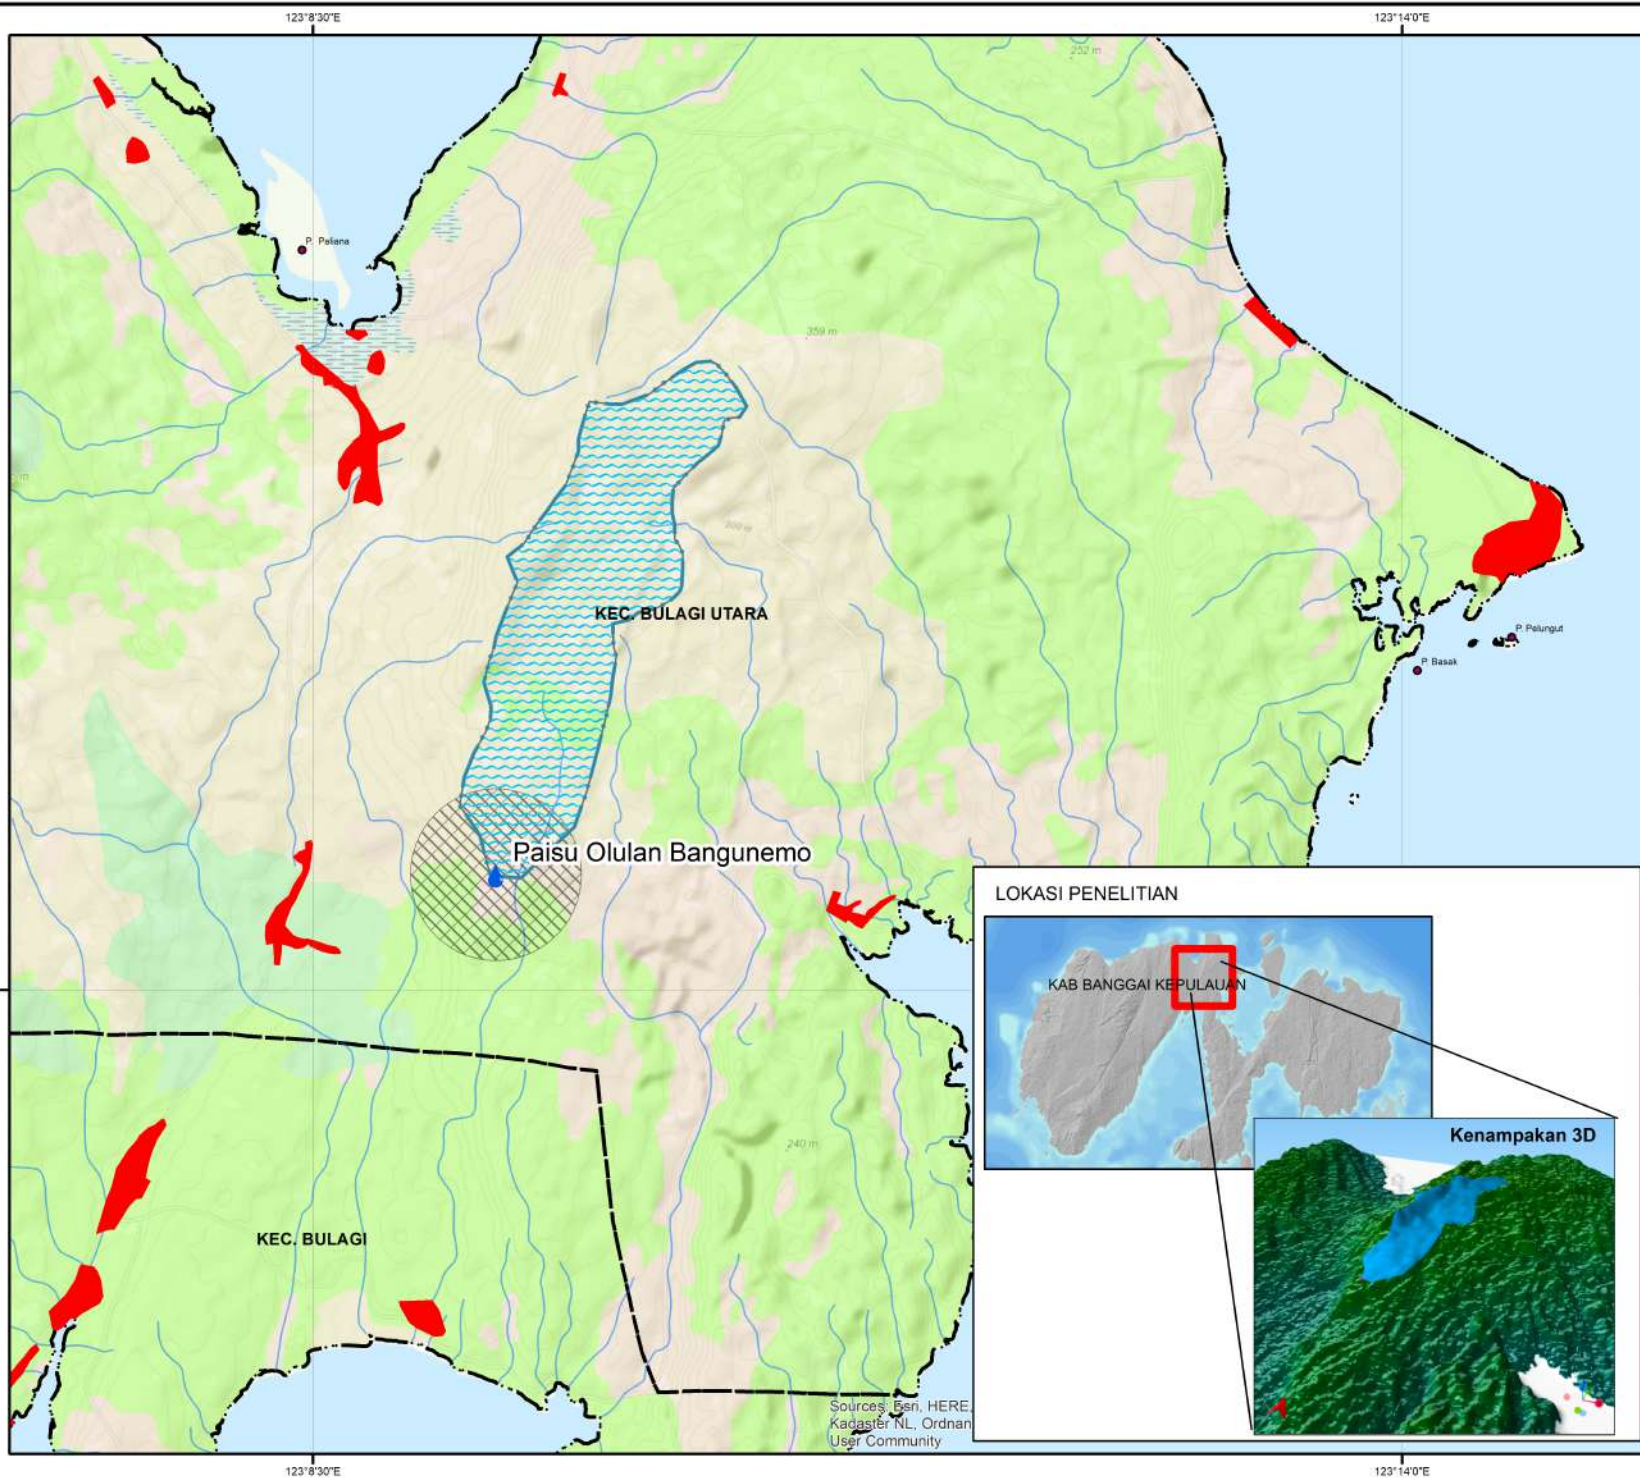 123°8'30"E
123°14'0"E
252 m
P. Paliana
359 m
KEC. BULAGI UTARA
P. Pelungut
P. Basak
Paisu Olulan Bangunemo
LOKASI PENELITIAN
KAB BANGGAI KEPULAUAN
Kenampakan 3D
240 m
KEC. BULAGI
Sources: Esri, HERE,
Kadaster NL, Ordnan
User Community
123°8'30"E
123°14'0"E